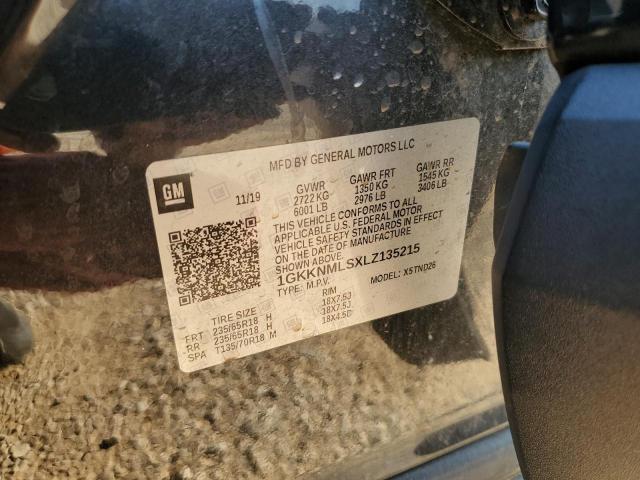 MFD BY GENERAL MOTORS LLC
GM
11/19
GVWR GAWR FRT GAWR RR
2722 KG 1350 KG 1545 KG
6001 LB 2976 LB 3406 LB
THIS VEHICLE CONFORMS TO ALL
APPLICABLE U.S. FEDERAL MOTOR
VEHICLE SAFETY STANDARDS IN EFFECT
ON THE DATE OF MANUFACTURE
SHOWN ABOVE.
1GKKNMLSXLZ135215
TYPE: M.P.V. MODEL: X5TND26
TIRE SIZE RIM
FRT 235/65R18 H 18X7.5J
RR 235/65R18 H 18X7.5J
SPA T135/70R18 M 18X4.5D